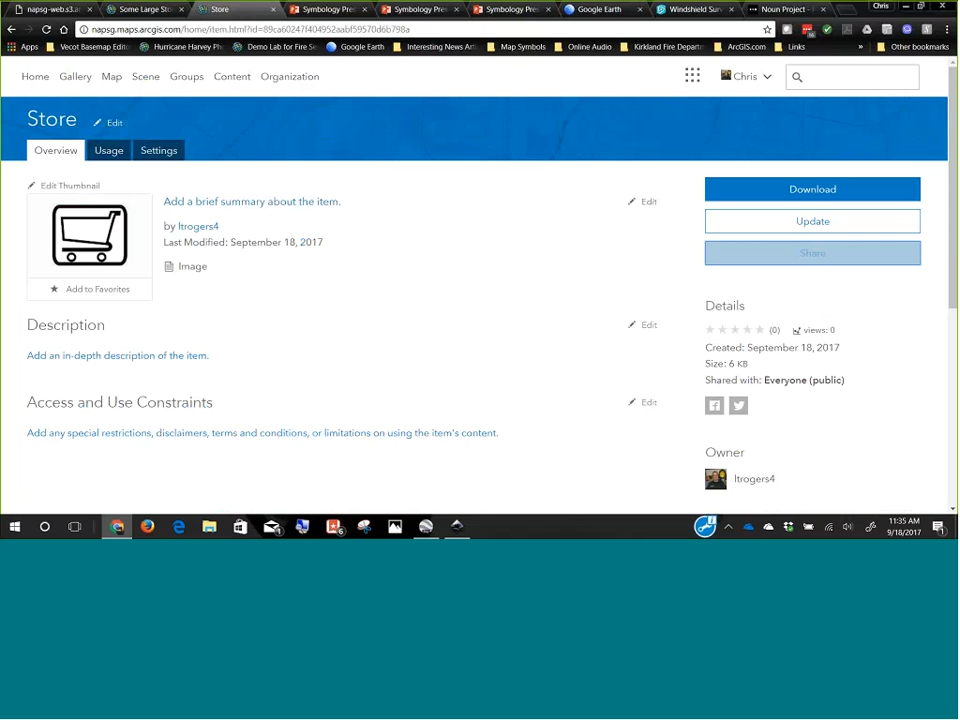 napsg-web.s3.an
Some Large Sto
Store
Symbology Pre
Symbology Pre
Symbology Pre
Google Earth
Windshield Sur
Noun Project -
Chris
napsg.maps.arcgis.com/home/item.html?id=89ca60247f404952aabf59570d6b798a
Apps
Vecot Basemap Edito
Hurricane Harvey Ph
Demo Lab for Fire Se
Google Earth
Interesting News Arti
Map Symbols
Online Audio
Kirkland Fire Departm
ArcGIS.com
Links
»
Other bookmarks
Home Gallery Map Scene Groups Content Organization
Chris
Store
Edit
Overview Usage Settings
Edit Thumbnail
Add a brief summary about the item.
Edit
by ltrogers4
Last Modified: September 18, 2017
Image
Add to Favorites
Description
Edit
Add an in-depth description of the item.
Access and Use Constraints
Edit
Add any special restrictions, disclaimers, terms and conditions, or limitations on using the item's content.
Download
Update
Share
Details
(0) views: 0
Created: September 18, 2017
Size: 6 KB
Shared with: Everyone (public)
Owner
ltrogers4
11:35 AM
9/18/2017